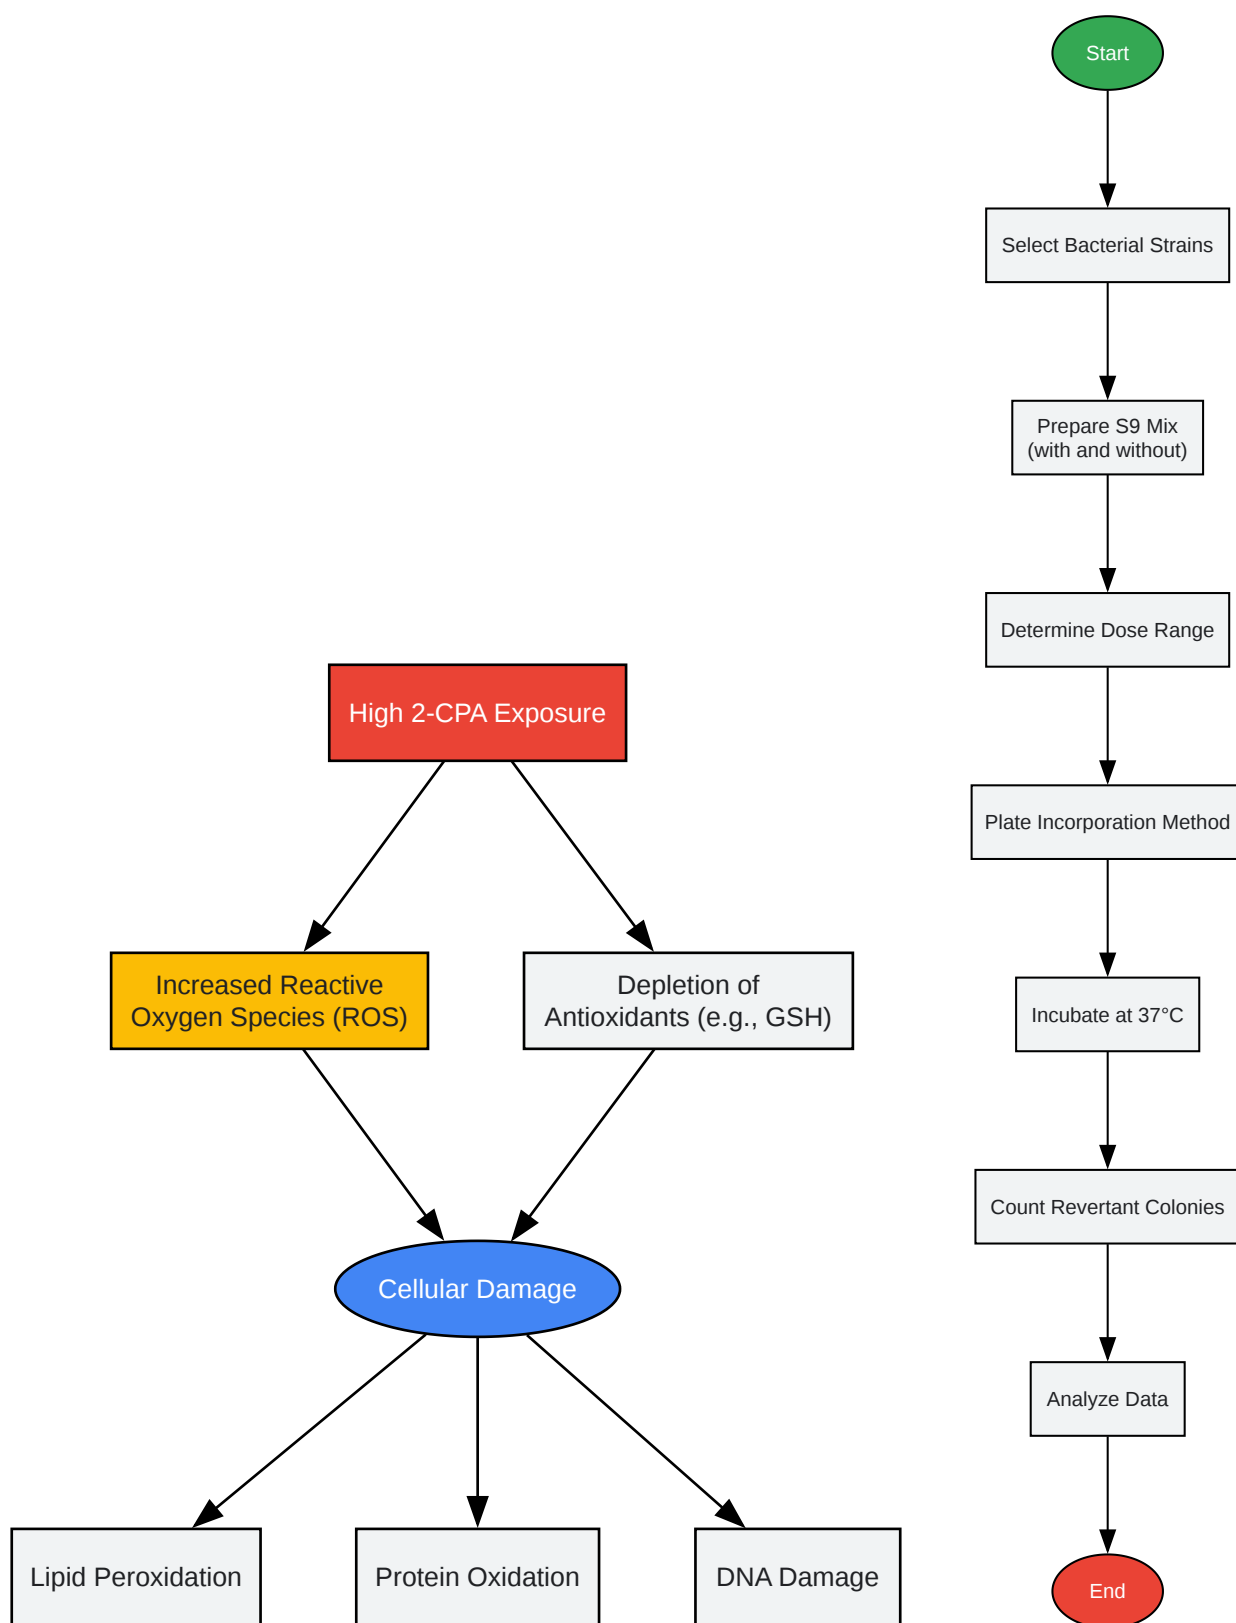 High 2-CPA Exposure
Increased Reactive
Oxygen Species (ROS)
Depletion of
Antioxidants (e.g., GSH)
Cellular Damage
Lipid Peroxidation
Protein Oxidation
DNA Damage
Start
Select Bacterial Strains
Prepare S9 Mix
(with and without)
Determine Dose Range
Plate Incorporation Method
Incubate at 37°C
Count Revertant Colonies
Analyze Data
End